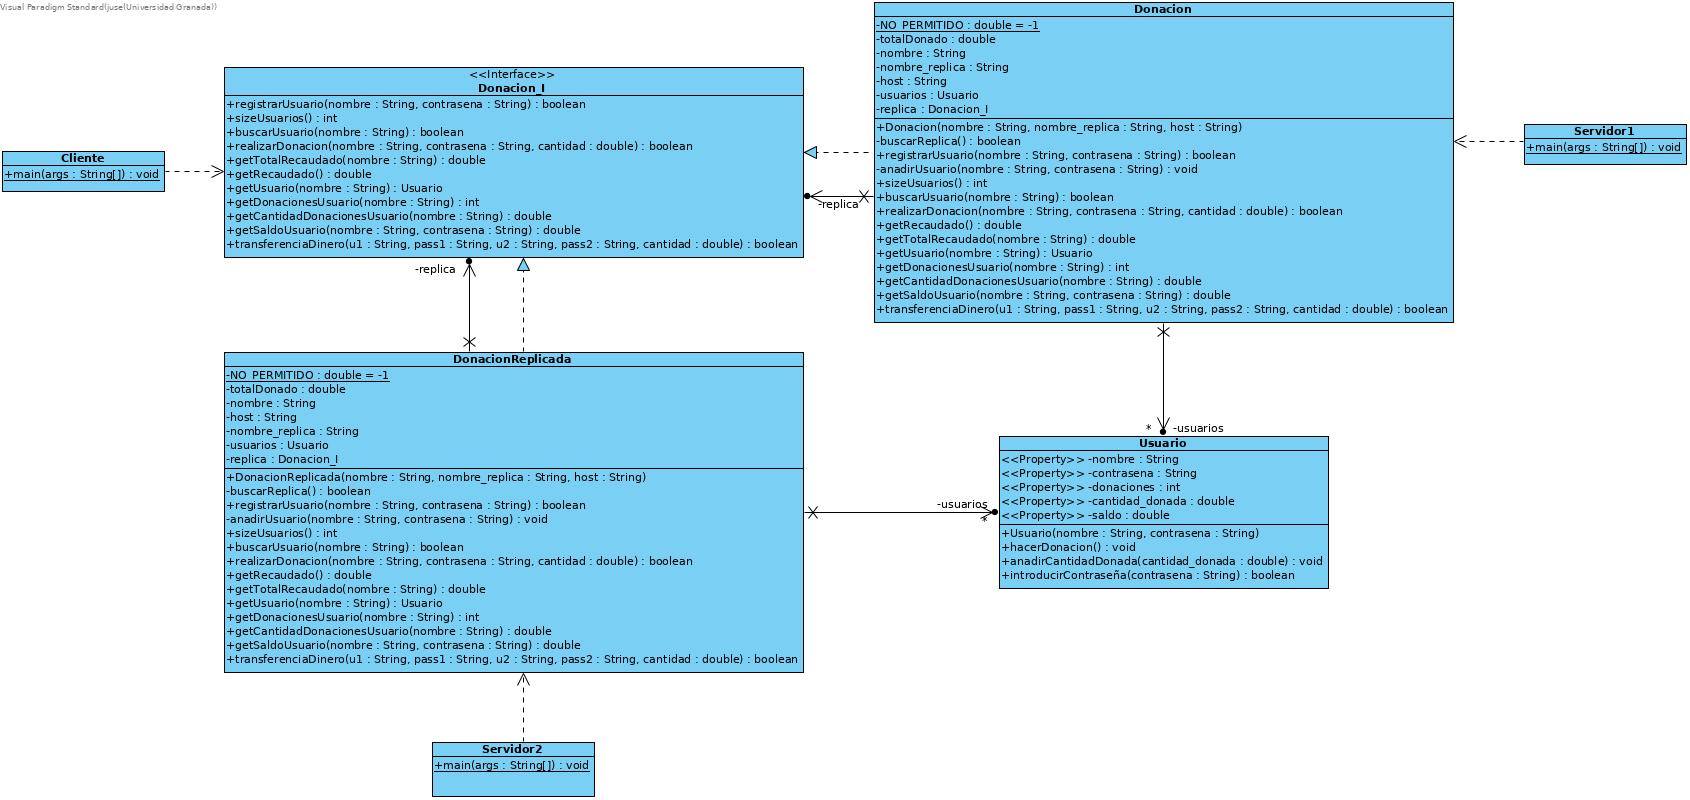 Visual Paradigm Standard(juse(Universidad Granada))
<<Interface>>
Donacion_I
+registrarUsuario(nombre : String, contrasena : String) : boolean
+sizeUsuarios() : int
+buscarUsuario(nombre : String) : boolean
+realizarDonacion(nombre : String, contrasena : String, cantidad : double) : boolean
+getTotalRecaudado(nombre : String) : double
+getRecaudado() : double
+getUsuario(nombre : String) : Usuario
+getDonacionesUsuario(nombre : String) : int
+getCantidadDonacionesUsuario(nombre : String) : double
+getSaldoUsuario(nombre : String, contrasena : String) : double
+transferenciaDinero(u1 : String, pass1 : String, u2 : String, pass2 : String, cantidad : double) : boolean
Cliente
+main(args : String[]) : void
Donacion
-NO_PERMITIDO : double = -1
-totalDonado : double
-nombre : String
-nombre_replica : String
-host : String
-usuarios : Usuario
-replica : Donacion_I
+Donacion(nombre : String, nombre_replica : String, host : String)
-buscarReplica() : boolean
+registrarUsuario(nombre : String, contrasena : String) : boolean
-anadirUsuario(nombre : String, contrasena : String) : void
+sizeUsuarios() : int
+buscarUsuario(nombre : String) : boolean
+realizarDonacion(nombre : String, contrasena : String, cantidad : double) : boolean
+getRecaudado() : double
+getTotalRecaudado(nombre : String) : double
+getUsuario(nombre : String) : Usuario
+getDonacionesUsuario(nombre : String) : int
+getCantidadDonacionesUsuario(nombre : String) : double
+getSaldoUsuario(nombre : String, contrasena : String) : double
+transferenciaDinero(u1 : String, pass1 : String, u2 : String, pass2 : String, cantidad : double) : boolean
Servidor1
+main(args : String[]) : void
-replica
-replica
DonacionReplicada
-NO_PERMITIDO : double = -1
-totalDonado : double
-nombre : String
-host : String
-nombre_replica : String
-usuarios : Usuario
-replica : Donacion_I
+DonacionReplicada(nombre : String, nombre_replica : String, host : String)
-buscarReplica() : boolean
+registrarUsuario(nombre : String, contrasena : String) : boolean
-anadirUsuario(nombre : String, contrasena : String) : void
+sizeUsuarios() : int
+buscarUsuario(nombre : String) : boolean
+realizarDonacion(nombre : String, contrasena : String, cantidad : double) : boolean
+getRecaudado() : double
+getTotalRecaudado(nombre : String) : double
+getUsuario(nombre : String) : Usuario
+getDonacionesUsuario(nombre : String) : int
+getCantidadDonacionesUsuario(nombre : String) : double
+getSaldoUsuario(nombre : String, contrasena : String) : double
+transferenciaDinero(u1 : String, pass1 : String, u2 : String, pass2 : String, cantidad : double) : boolean
* -usuarios
-usuarios
*
Usuario
<<Property>> -nombre : String
<<Property>> -contrasena : String
<<Property>> -donaciones : int
<<Property>> -cantidad_donada : double
<<Property>> -saldo : double
+Usuario(nombre : String, contrasena : String)
+hacerDonacion() : void
+anadirCantidadDonada(cantidad_donada : double) : void
+introducirContraseña(contrasena : String) : boolean
Servidor2
+main(args : String[]) : void